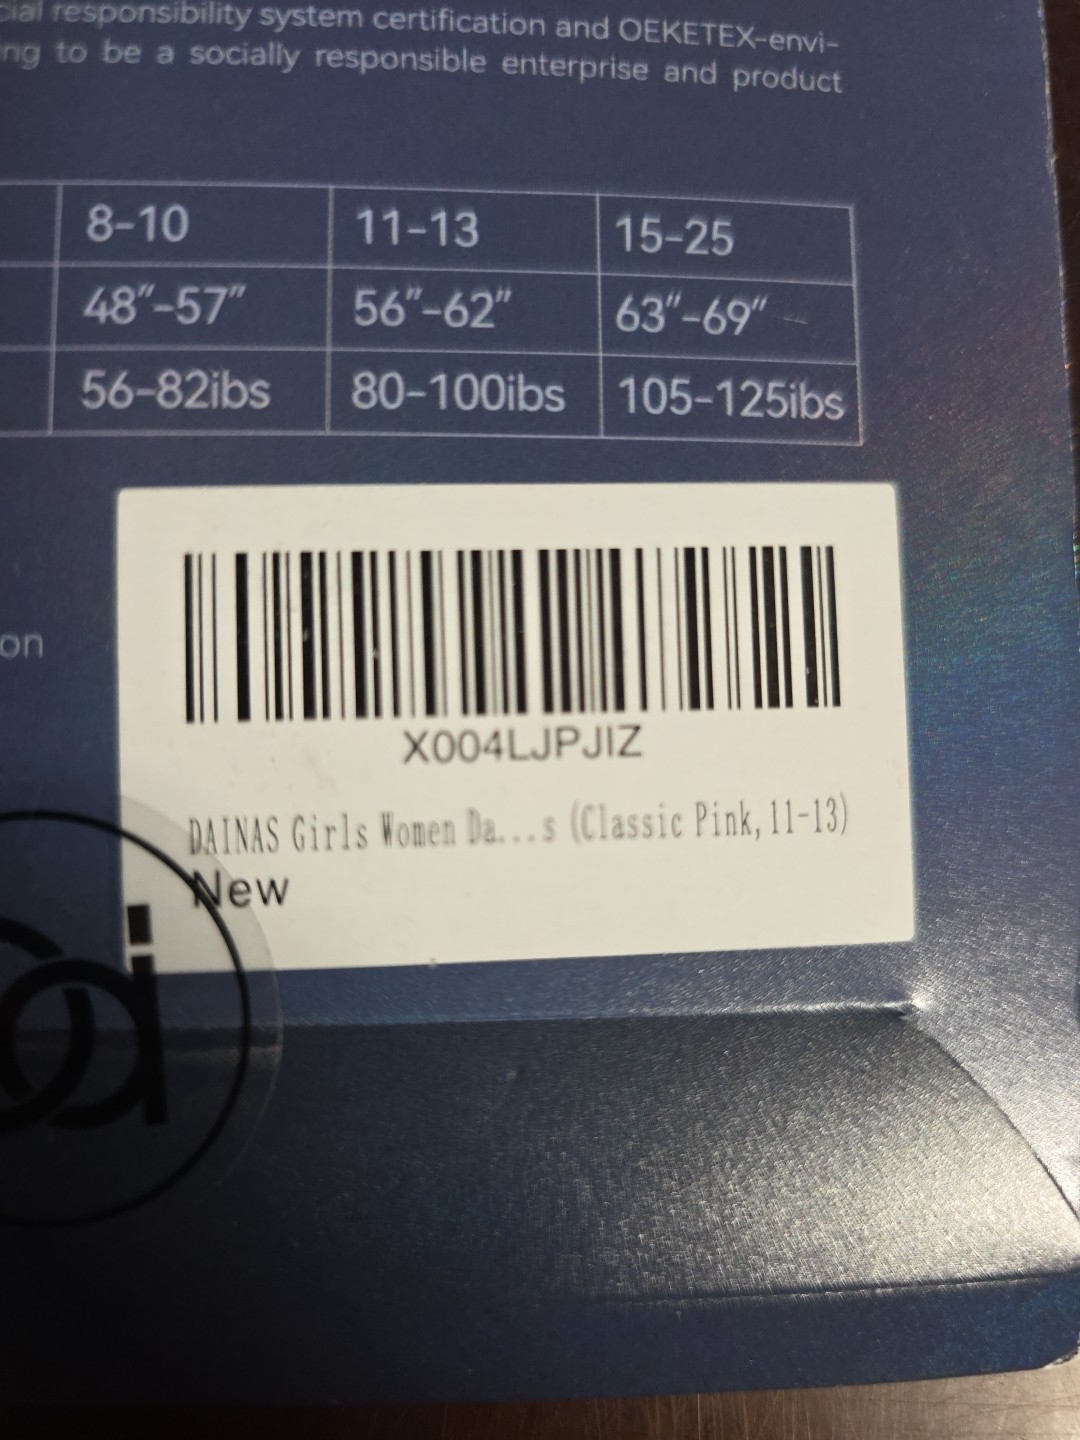 responsibility system certification and OEKETEX-envi-
to be a socially responsible enterprise and product
8-10 11-13 15-25
48"-57" 56"-62" 63"-69"
56-82ibs 80-100ibs 105-125ibs
on
X004LJPJIZ
DAINAS Girls Women Da...s (Classic Pink, 11-13)
New